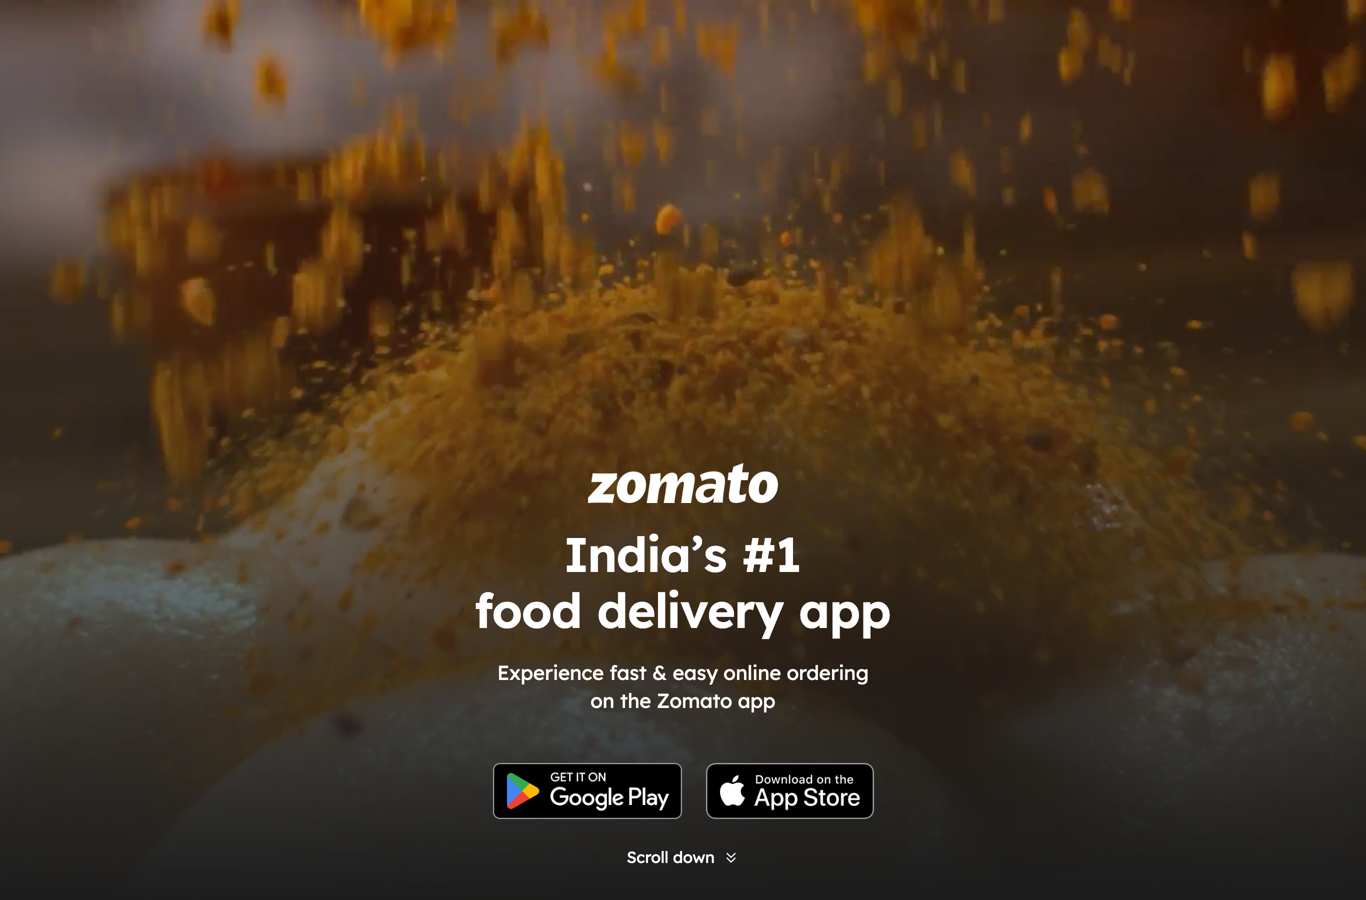 zomato
India’s #1
food delivery app
Experience fast & easy online ordering
on the Zomato app
GET IT ON
Google Play
Download on the
App Store
Scroll down